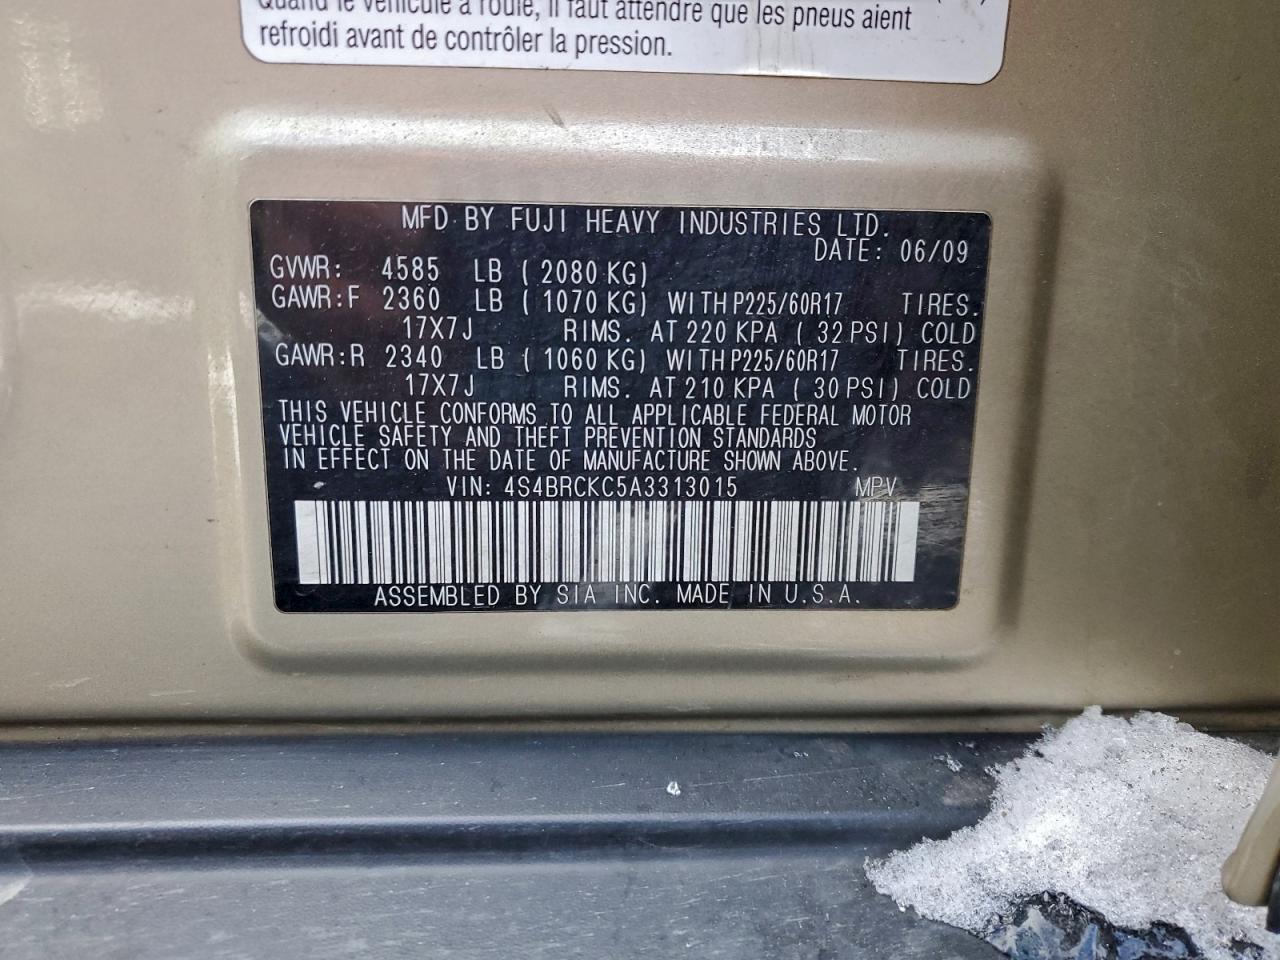 Quand le véhicule a roulé, il faut attendre que les pneus aient
refroidi avant de contrôler la pression.
MFD BY FUJI HEAVY INDUSTRIES LTD.
DATE: 06/09
GVWR: 4585 LB ( 2080 KG)
GAWR:F 2360 LB ( 1070 KG) WITH P225/60R17 TIRES.
17X7J RIMS. AT 220 KPA ( 32 PSI) COLD
GAWR:R 2340 LB ( 1060 KG) WITH P225/60R17 TIRES.
17X7J RIMS. AT 210 KPA ( 30 PSI) COLD
THIS VEHICLE CONFORMS TO ALL APPLICABLE FEDERAL MOTOR
VEHICLE SAFETY AND THEFT PREVENTION STANDARDS
IN EFFECT ON THE DATE OF MANUFACTURE SHOWN ABOVE.
VIN: 4S4BRCKC5A3313015 MPV
ASSEMBLED BY SIA INC. MADE IN U.S.A.